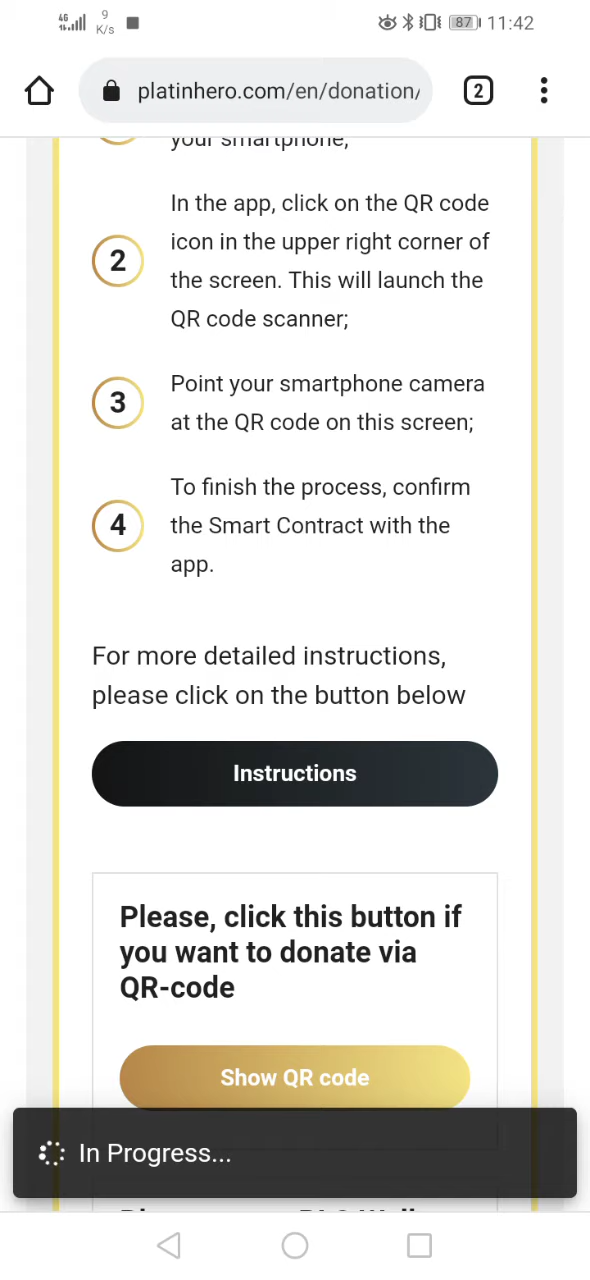 4G
9
K/s
87
11:42
platinhero.com/en/donation/
2
your smartphone;
In the app, click on the QR code
2
icon in the upper right corner of
the screen. This will launch the
QR code scanner;
3
Point your smartphone camera
at the QR code on this screen;
To finish the process, confirm
4
the Smart Contract with the
app.
For more detailed instructions,
please click on the button below
Instructions
Please, click this button if
you want to donate via
QR-code
Show QR code
In Progress...